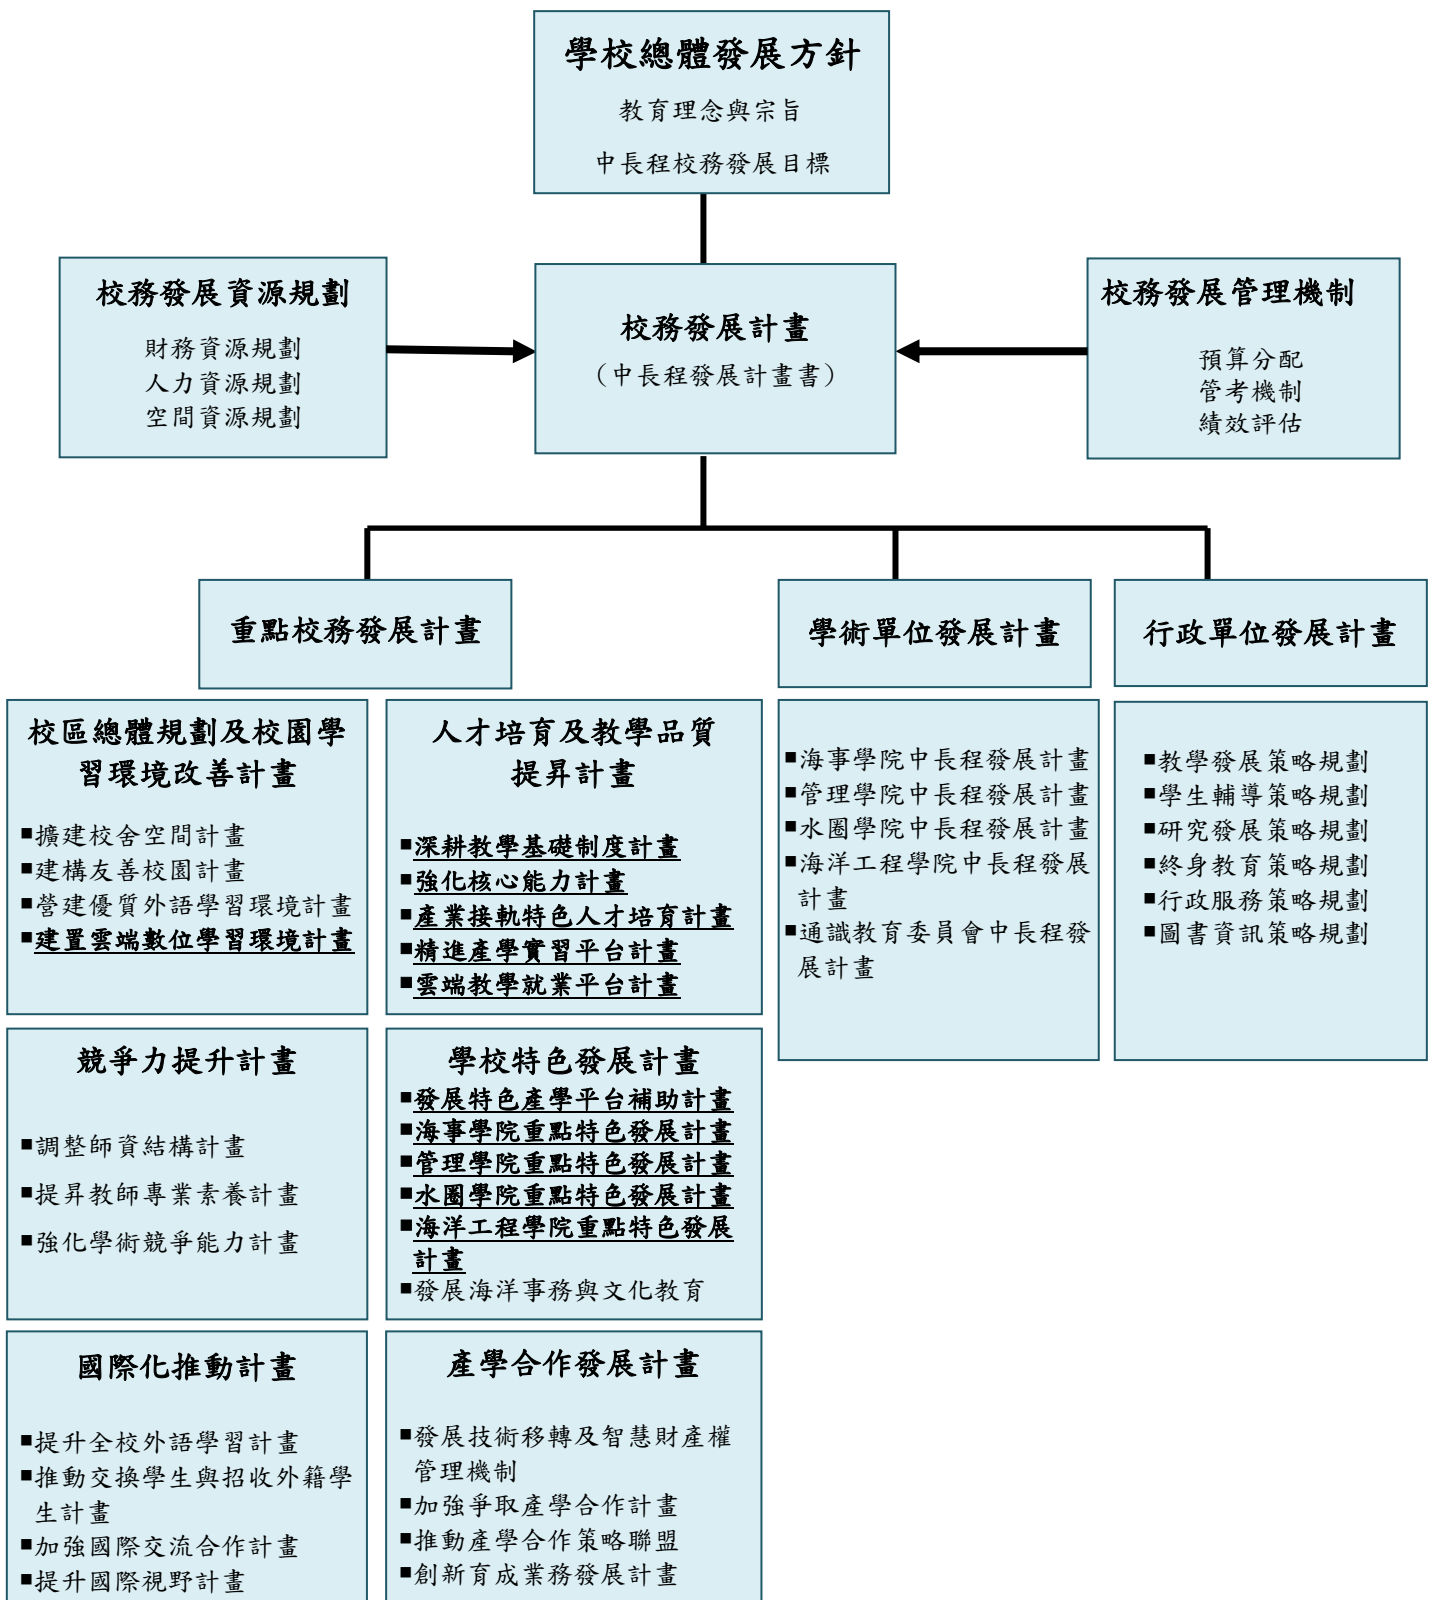 學校總體發展方針
教育理念與宗旨
中長程校務發展目標
校務發展資源規劃
財務資源規劃
人力資源規劃
空間資源規劃
校務發展計畫
（中長程發展計畫書）
校務發展管理機制
預算分配
管考機制
績效評估
重點校務發展計畫
學術單位發展計畫
行政單位發展計畫
校區總體規劃及校園學
習環境改善計畫
■擴建校舍空間計畫
■建構友善校園計畫
■營建優質外語學習環境計畫
■建置雲端數位學習環境計畫
人才培育及教學品質
提昇計畫
■深耕教學基礎制度計畫
■強化核心能力計畫
■產業接軌特色人才培育計畫
■精進產學實習平台計畫
■雲端教學就業平台計畫
■海事學院中長程發展計畫
■管理學院中長程發展計畫
■水圈學院中長程發展計畫
■海洋工程學院中長程發展
計畫
■通識教育委員會中長程發
展計畫
■教學發展策略規劃
■學生輔導策略規劃
■研究發展策略規劃
■終身教育策略規劃
■行政服務策略規劃
■圖書資訊策略規劃
競爭力提升計畫
■調整師資結構計畫
■提昇教師專業素養計畫
■強化學術競爭能力計畫
學校特色發展計畫
■發展特色產學平台補助計畫
■海事學院重點特色發展計畫
■管理學院重點特色發展計畫
■水圈學院重點特色發展計畫
■海洋工程學院重點特色發展
計畫
■發展海洋事務與文化教育
國際化推動計畫
■提升全校外語學習計畫
■推動交換學生與招收外籍學
生計畫
■加強國際交流合作計畫
■提升國際視野計畫
產學合作發展計畫
■發展技術移轉及智慧財產權
管理機制
■加強爭取產學合作計畫
■推動產學合作策略聯盟
■創新育成業務發展計畫